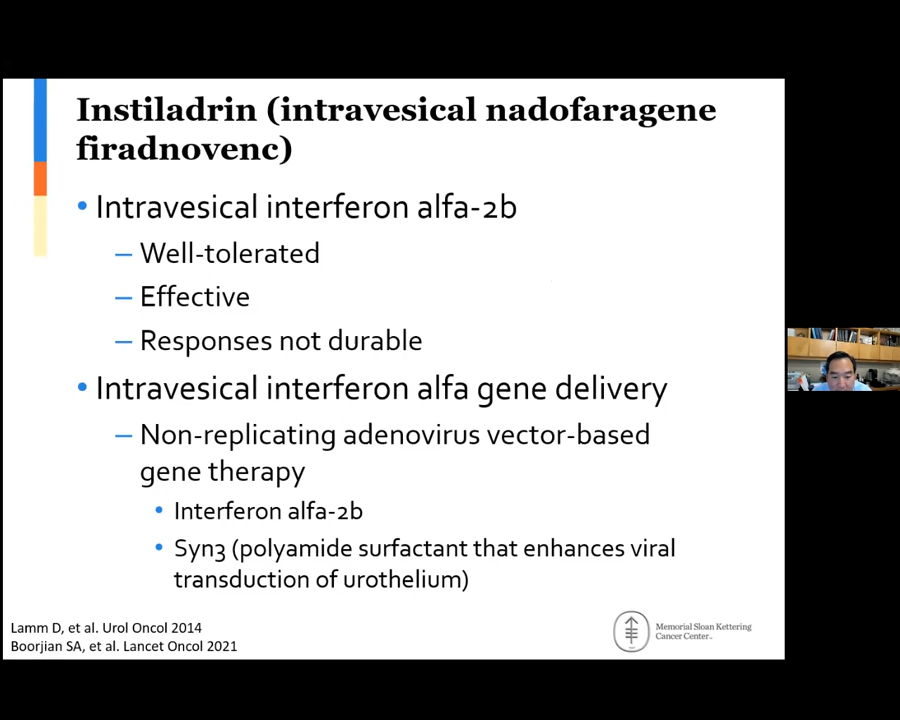 Instiladrin (intravesical nadofaragene
firadnovenc)
• Intravesical interferon alfa-2b
– Well-tolerated
– Effective
– Responses not durable
• Intravesical interferon alfa gene delivery
– Non-replicating adenovirus vector-based
gene therapy
• Interferon alfa-2b
• Syn3 (polyamide surfactant that enhances viral
transduction of urothelium)
Lamm D, et al. Urol Oncol 2014
Boorjian SA, et al. Lancet Oncol 2021
Memorial Sloan Kettering
Cancer Center